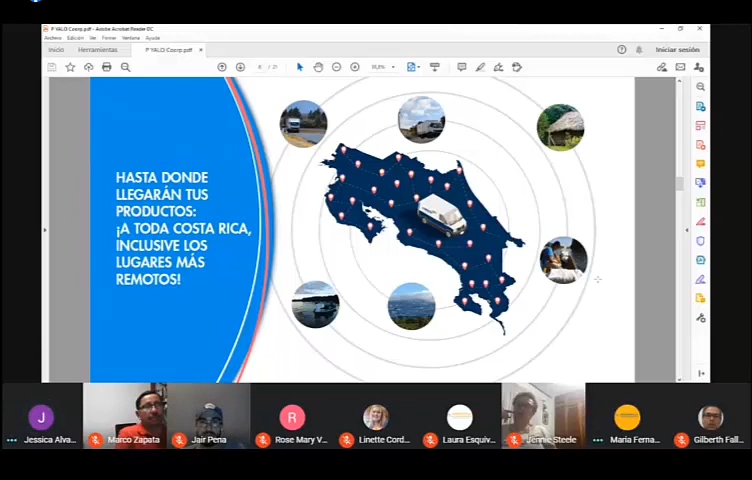 P YALO Coorp.pdf - Adobe Acrobat Reader DC
Archivo Edición Ver Firmar Ventana Ayuda
Inicio Herramientas P YALO Coorp.pdf × Iniciar sesión
HASTA DONDE
LLEGARÁN TUS
PRODUCTOS:
¡A TODA COSTA RICA,
INCLUSIVE LOS
LUGARES MÁS
REMOTOS!
J R
Jessica Alva... Marco Zapata Jair Pena Rose Mary V... Linette Cord... Laura Esquiv... Jennie Steele Maria Ferna... Gilberth Fall...